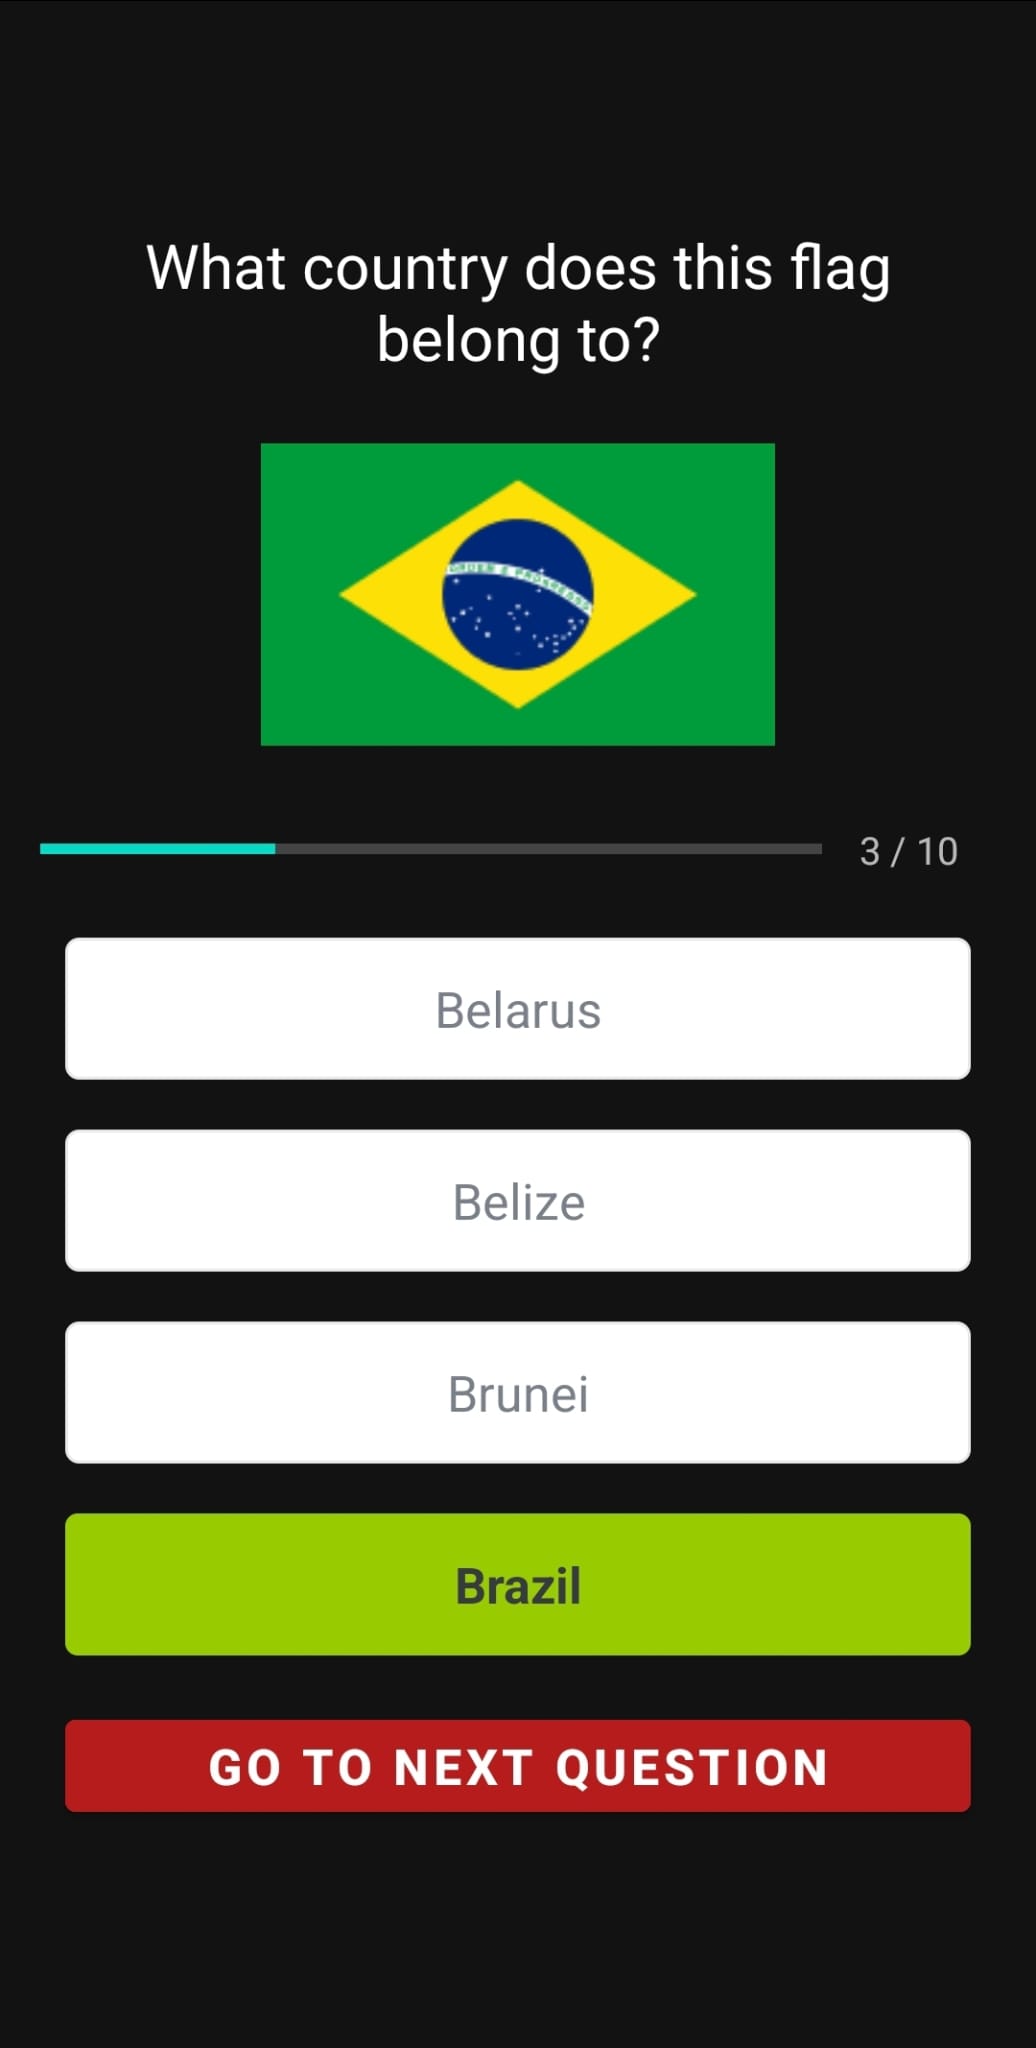 What country does this flag
belong to?
ORDEM E PROGRESSO
3 / 10
Belarus
Belize
Brunei
Brazil
GO TO NEXT QUESTION